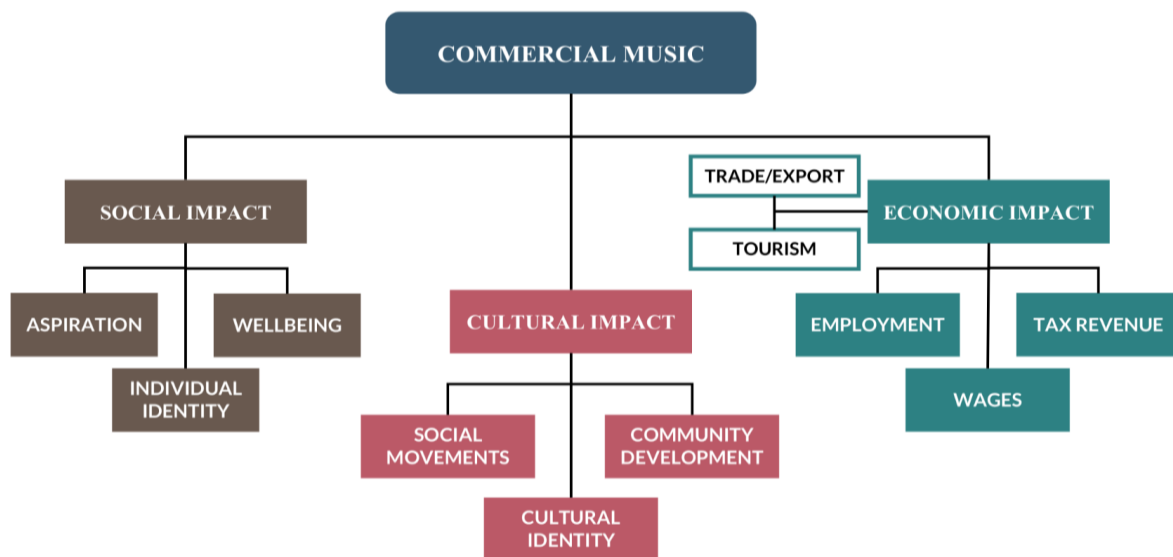 COMMERCIAL MUSIC
SOCIAL IMPACT
ASPIRATION
WELLBEING
INDIVIDUAL
IDENTITY
CULTURAL IMPACT
SOCIAL
MOVEMENTS
COMMUNITY
DEVELOPMENT
CULTURAL
IDENTITY
TRADE/EXPORT
TOURISM
ECONOMIC IMPACT
EMPLOYMENT
TAX REVENUE
WAGES